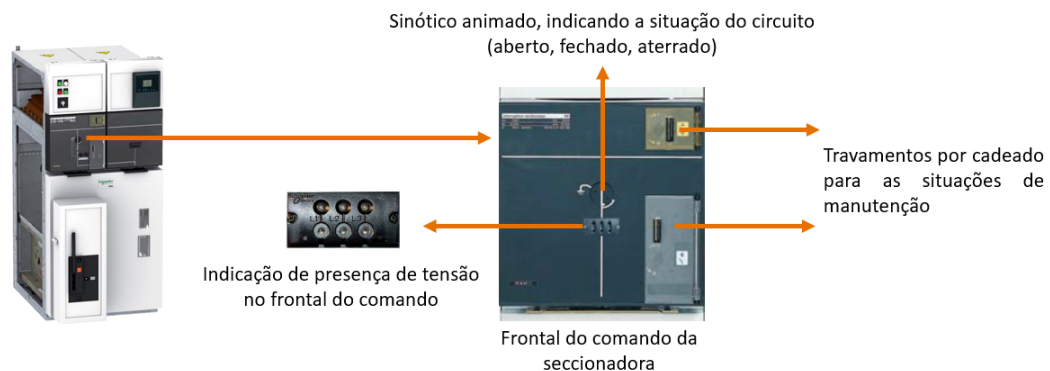 Sinótico animado, indicando a situação do circuito
(aberto, fechado, aterrado)
Travamentos por cadeado
para as situações de
manutenção
L1 L2 L3
Indicação de presença de tensão
no frontal do comando
Frontal do comando da
seccionadora